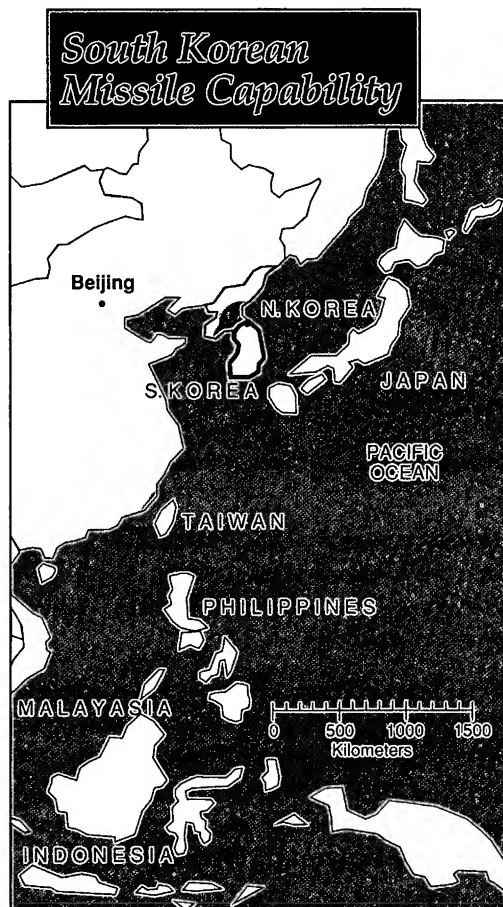 South Korean
Missile Capability
Beijing
N. KOREA
S. KOREA
JAPAN
PACIFIC
OCEAN
TAIWAN
PHILIPPINES
MALAYASIA
0 500 1000 1500
Kilometers
INDONESIA